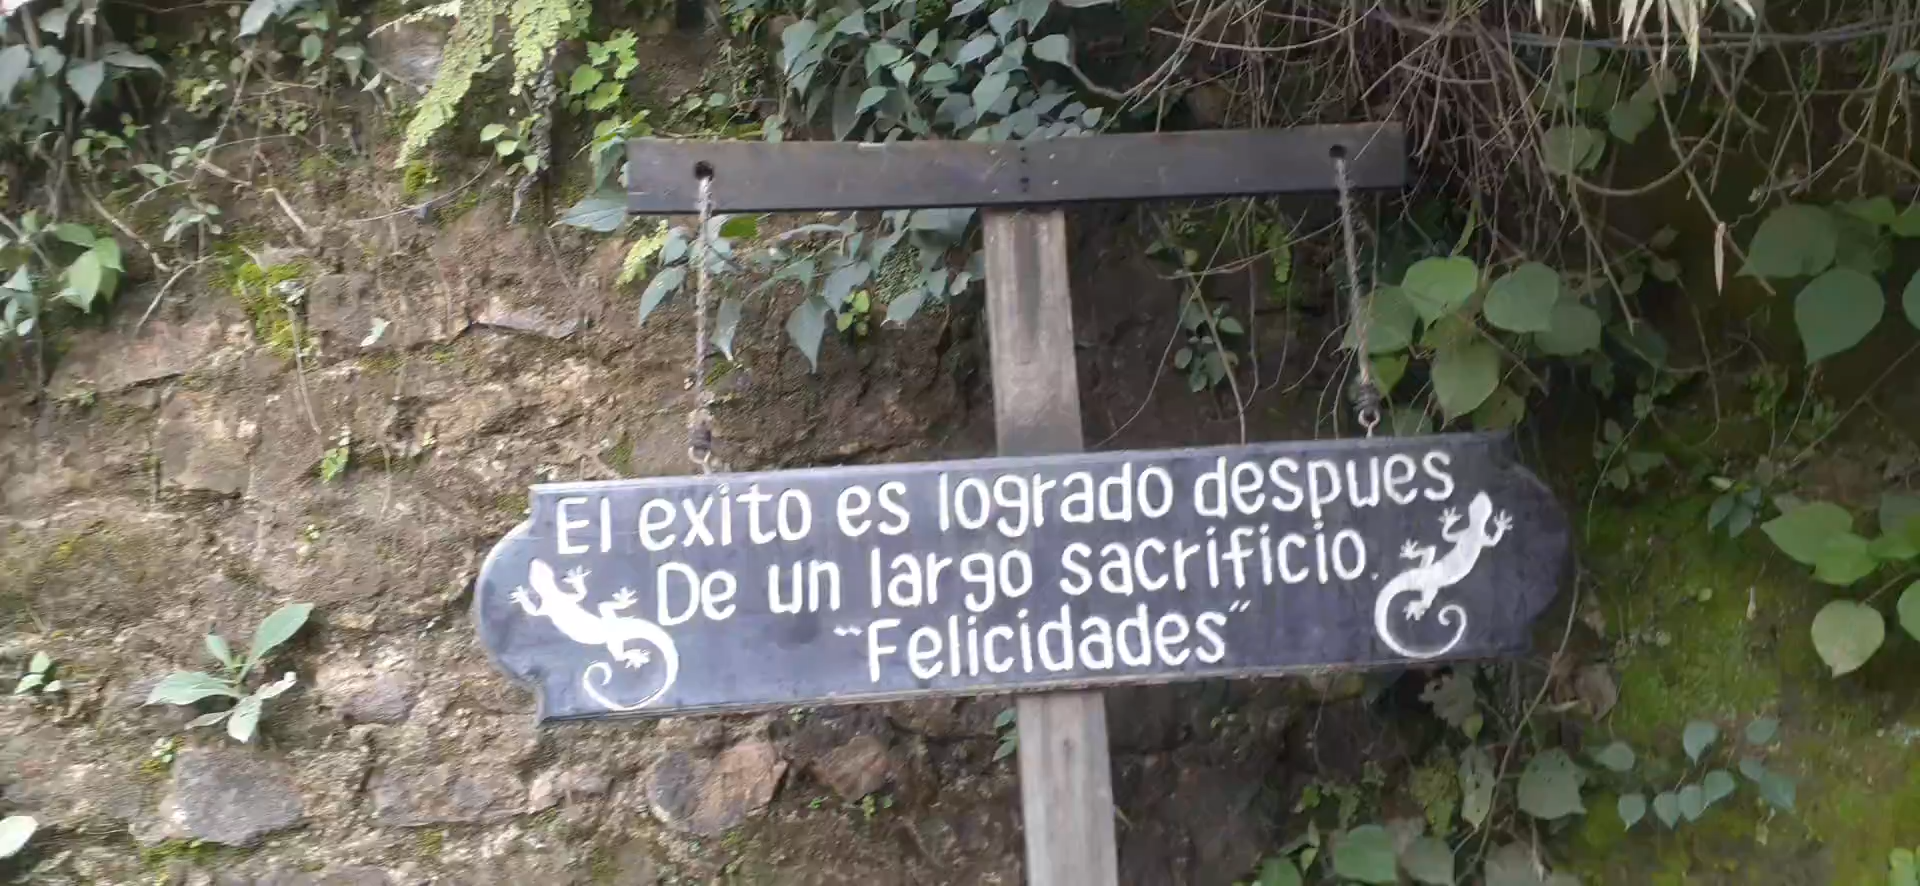 El exito es logrado despues
De un largo sacrificio.
"Felicidades"